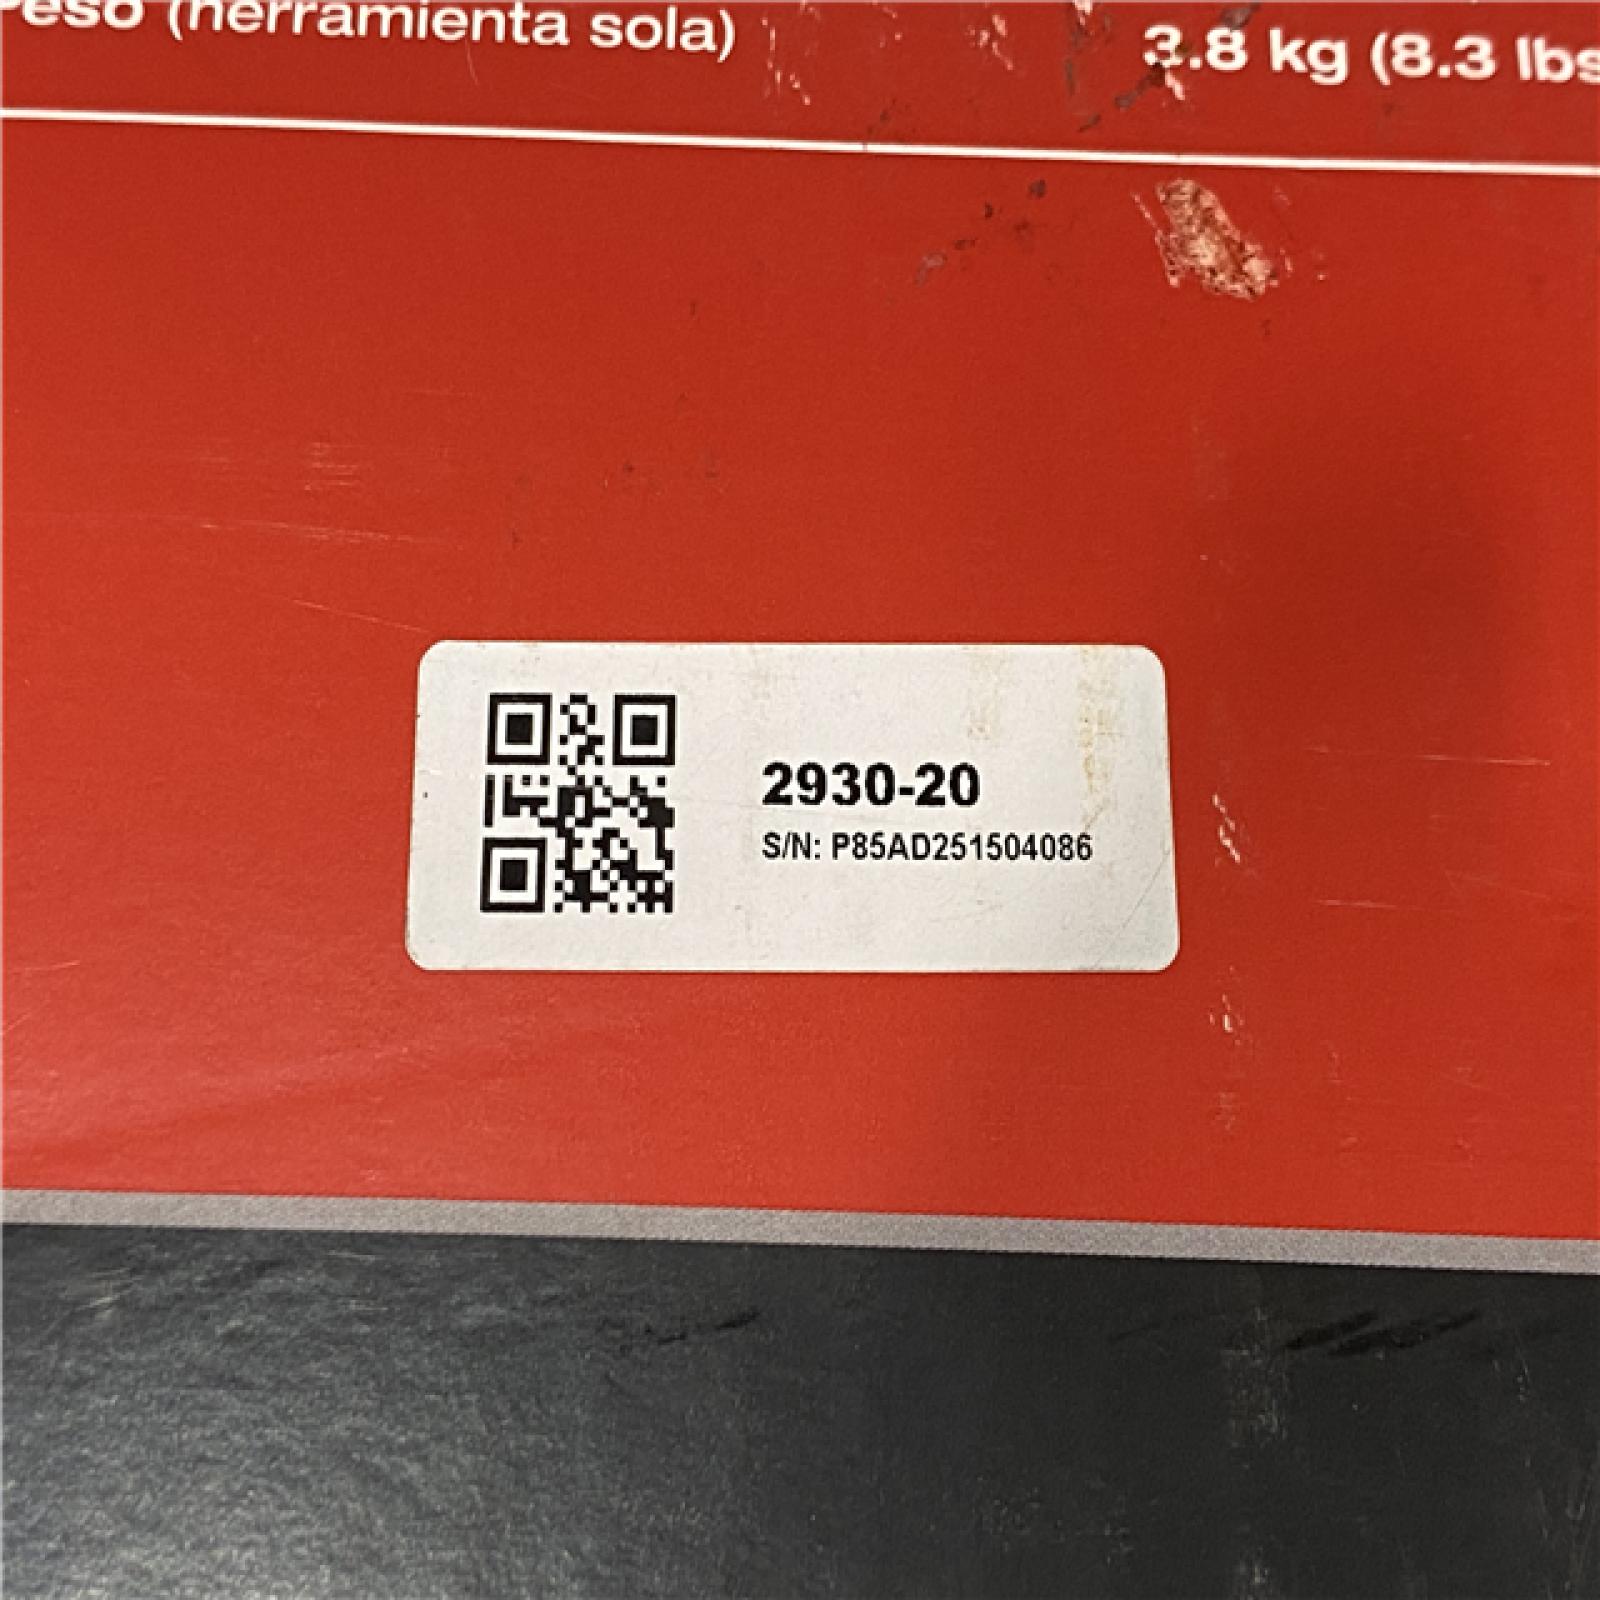 Peso (herramienta sola)
3.8 kg (8.3 lbs
2930-20
S/N: P85AD251504086